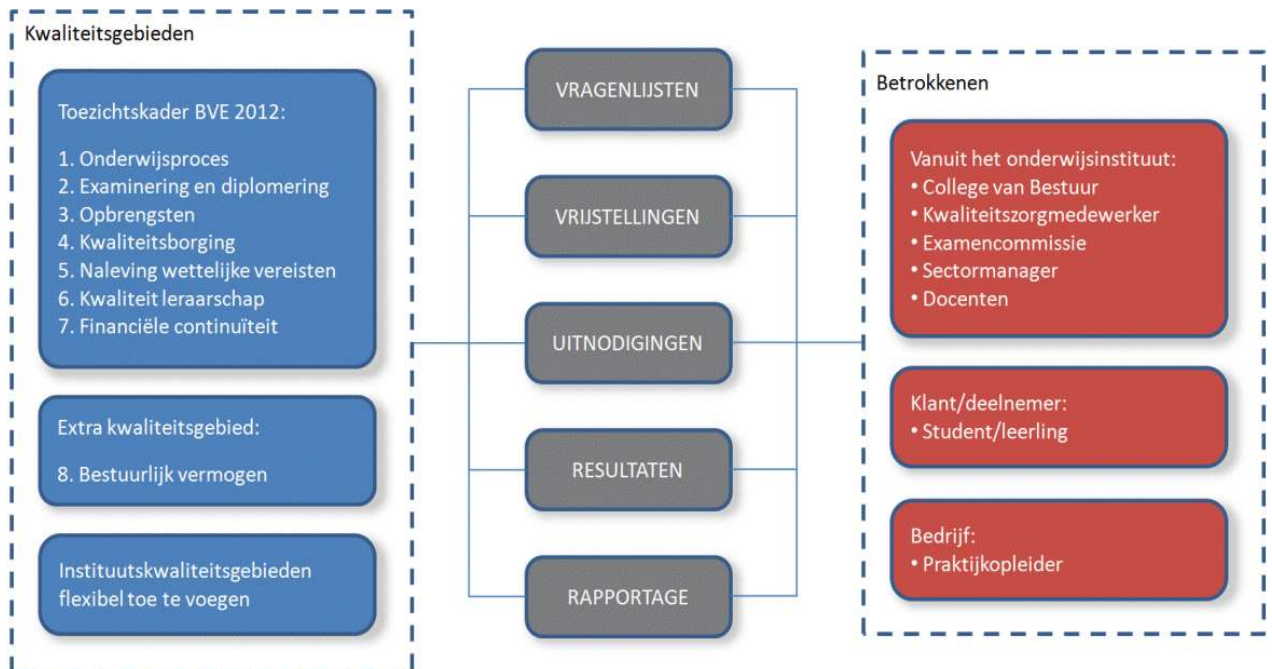 Kwaliteitsgebieden
Toezichtskader BVE 2012:
1. Onderwijsproces
2. Examinering en diplomering
3. Opbrengsten
4. Kwaliteitsborging
5. Naleving wettelijke vereisten
6. Kwaliteit leraarschap
7. Financiële continuïteit
Extra kwaliteitsgebied:
8. Bestuurlijk vermogen
Instituutskwaliteitsgebieden
flexibel toe te voegen
VRAGENLIJSTEN
VRIJSTELLINGEN
UITNODIGINGEN
RESULTATEN
RAPPORTAGE
Betrokkenen
Vanuit het onderwijsinstituut:
• College van Bestuur
• Kwaliteitszorgmedewerker
• Examencommissie
• Sectormanager
• Docenten
Klant/deelnemer:
• Student/leerling
Bedrijf:
• Praktijkopleider